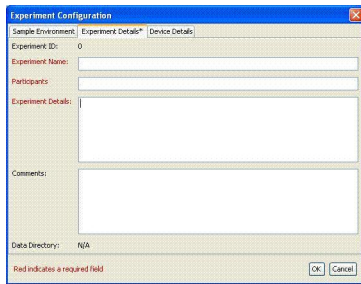 Experiment Configuration
Sample Environment Experiment Details* Device Details
Experiment ID: 0
Experiment Name:
Participants
Experiment Details:
Comments:
Data Directory: N/A
Red indicates a required field OK Cancel